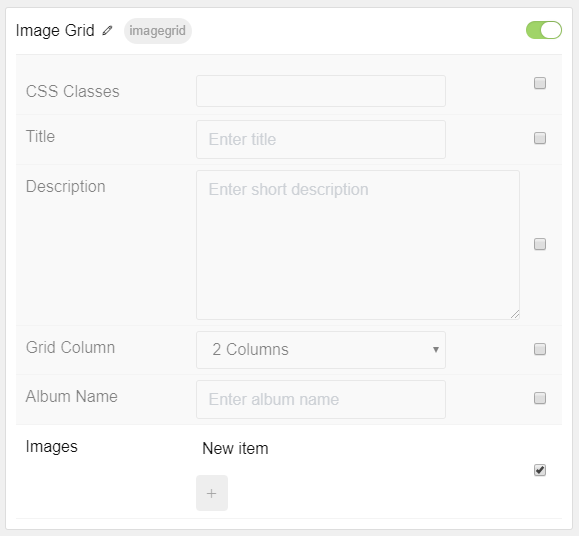 Image Grid imagegrid
CSS Classes
Title Enter title
Description Enter short description
Grid Column 2 Columns
Album Name Enter album name
Images New item
+